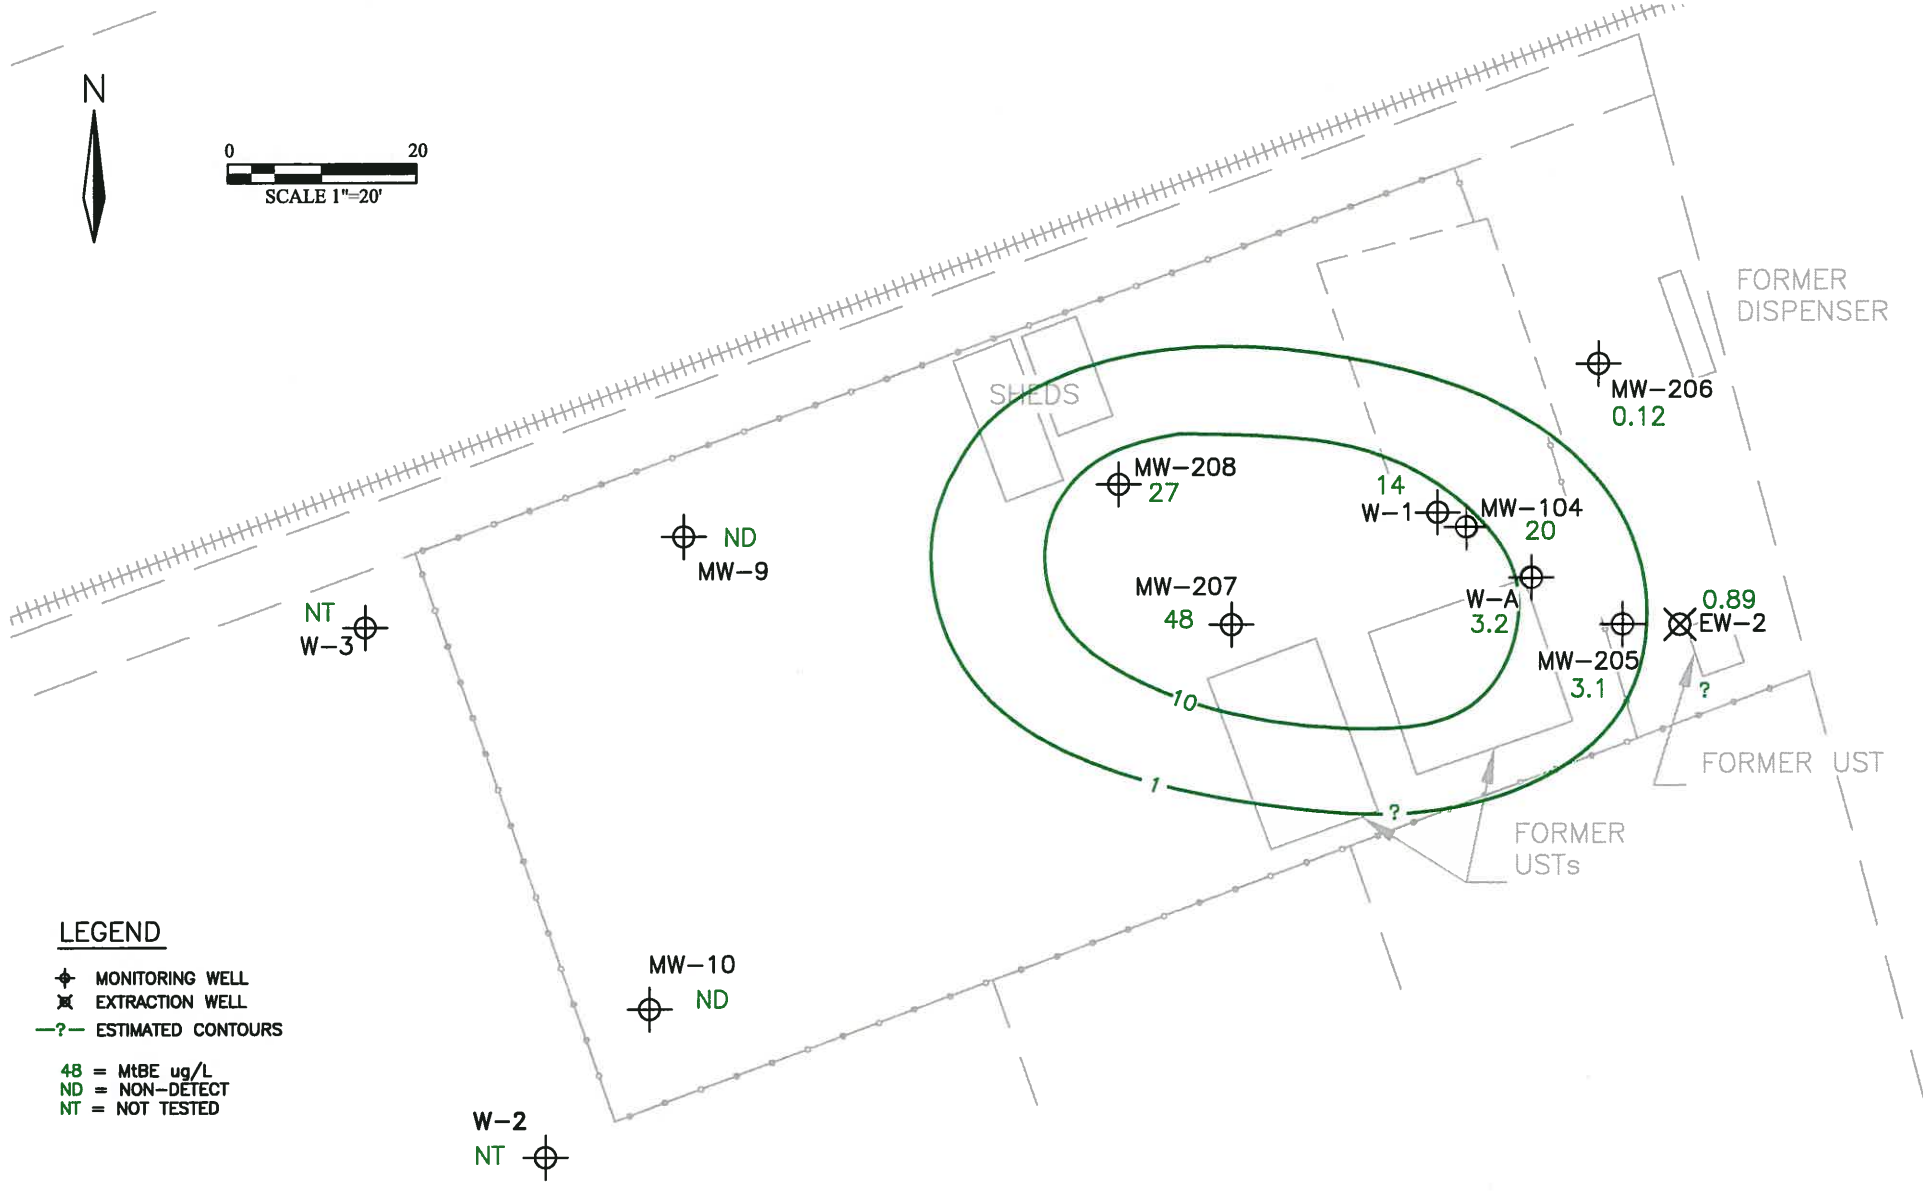 N
0 20
SCALE 1"=20'
FORMER
DISPENSER
MW-206
0.12
SHEDS
MW-208
27
14
W-1
MW-104
20
ND
MW-9
NT
W-3
MW-207
48
W-A
3.2
0.89
EW-2
MW-205
3.1
?
10
1
?
FORMER UST
FORMER
USTs
MW-10
ND
W-2
NT
LEGEND
MONITORING WELL
EXTRACTION WELL
—?— ESTIMATED CONTOURS
48 = MtBE ug/L
ND = NON-DETECT
NT = NOT TESTED